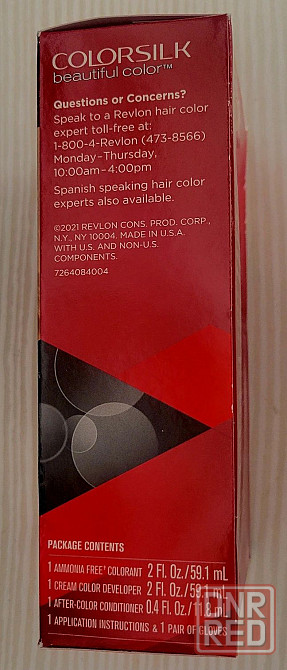 COLORSILK
beautiful color™
Questions or Concerns?
Speak to a Revlon hair color
expert toll-free at:
1-800-4-Revlon (473-8566)
Monday–Thursday,
10:00am–4:00pm
Spanish speaking hair color
experts also available.
©2021 REVLON CONS. PROD. CORP.,
N.Y., NY 10004. MADE IN U.S.A.
WITH U.S. AND NON-U.S.
COMPONENTS.
7264084004
PACKAGE CONTENTS
1 AMMONIA FREE† COLORANT 2 Fl. Oz./59.1 mL
1 CREAM COLOR DEVELOPER 2 Fl. Oz./59.1 mL
1 AFTER-COLOR CONDITIONER 0.4 Fl. Oz./11.8 mL
1 APPLICATION INSTRUCTIONS & 1 PAIR OF GLOVES
UNR
RED